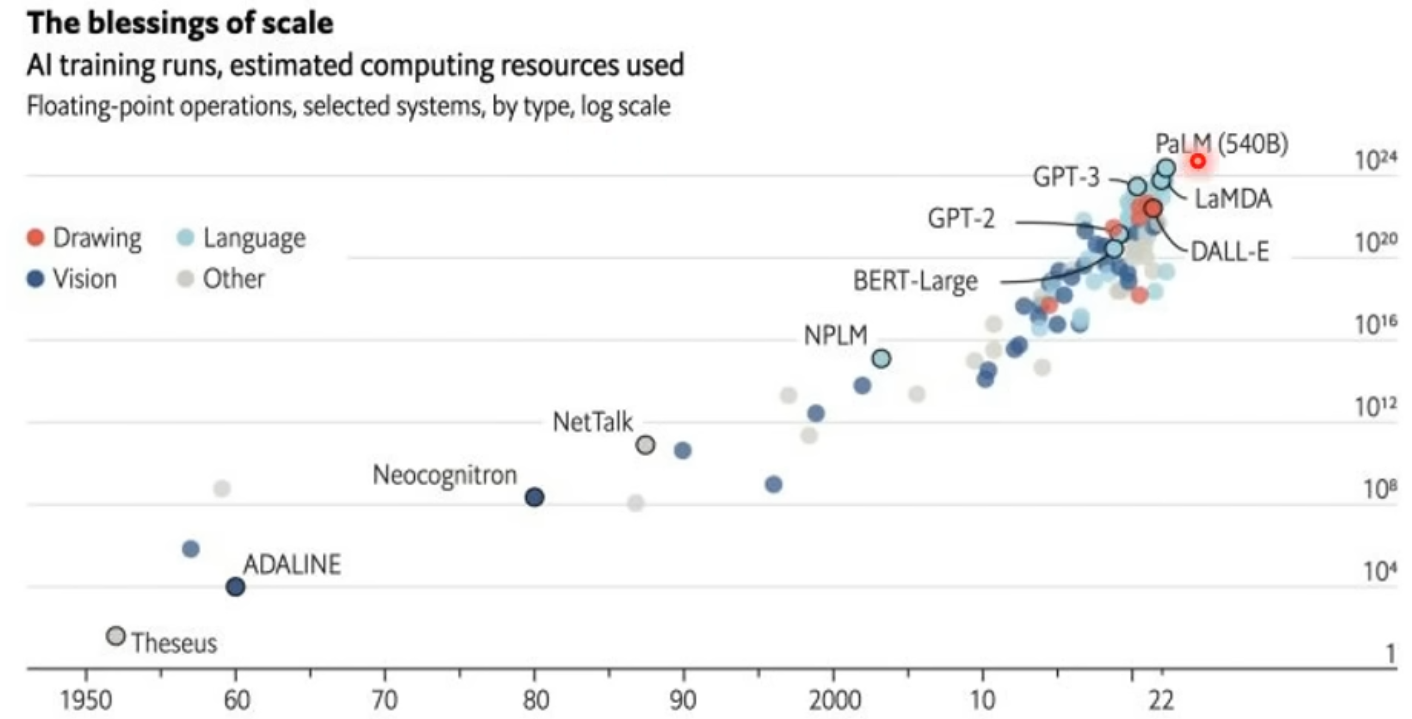 The blessings of scale
AI training runs, estimated computing resources used
Floating-point operations, selected systems, by type, log scale
PaLM (540B)
10²⁴
GPT-3
LaMDA
GPT-2
Drawing Language
10²⁰
DALL-E
Vision Other
BERT-Large
10¹⁶
NPLM
10¹²
NetTalk
Neocognitron
10⁸
ADALINE
10⁴
Theseus
1
1950 60 70 80 90 2000 10 22